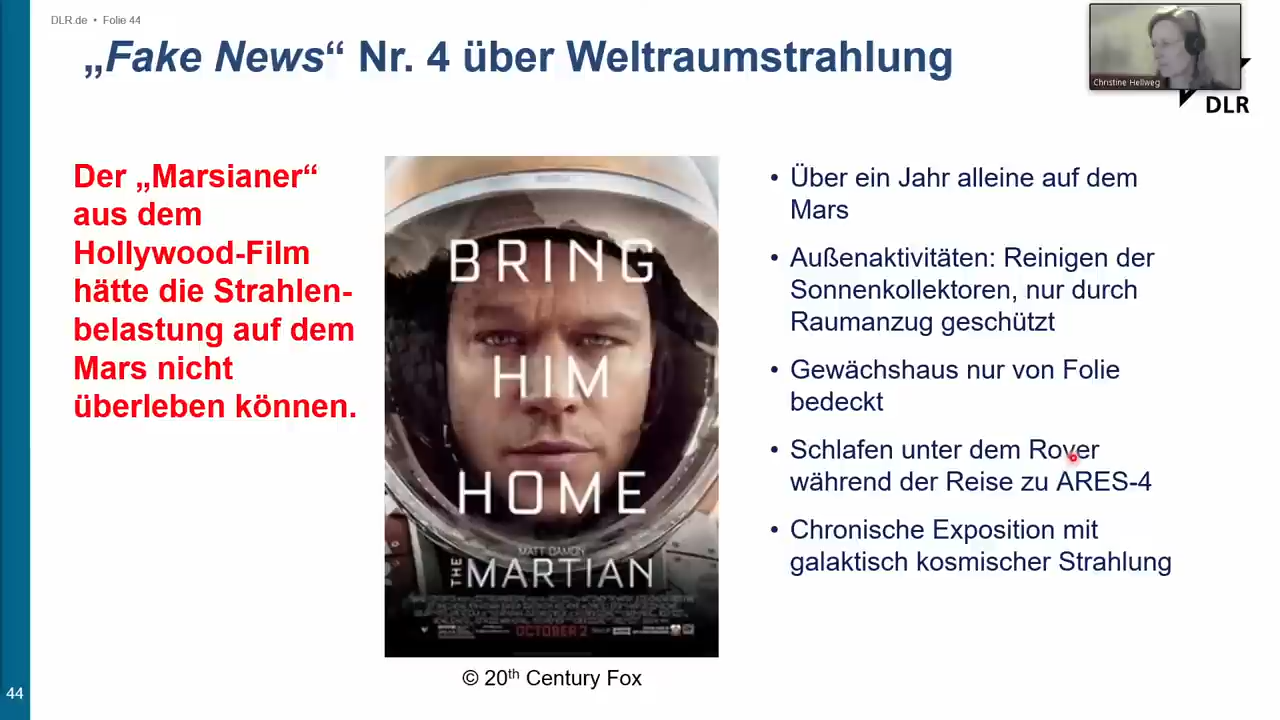 DLR.de • Folie 44
„Fake News“ Nr. 4 über Weltraumstrahlung
Christine Hellweg
DLR
Der „Marsianer“
aus dem
Hollywood-Film
hätte die Strahlen-
belastung auf dem
Mars nicht
überleben können.
BRING
HIM
HOME
MATT DAMON
THE MARTIAN
OCTOBER 2
© 20th Century Fox
• Über ein Jahr alleine auf dem
Mars
• Außenaktivitäten: Reinigen der
Sonnenkollektoren, nur durch
Raumanzug geschützt
• Gewächshaus nur von Folie
bedeckt
• Schlafen unter dem Rover
während der Reise zu ARES-4
• Chronische Exposition mit
galaktisch kosmischer Strahlung
44